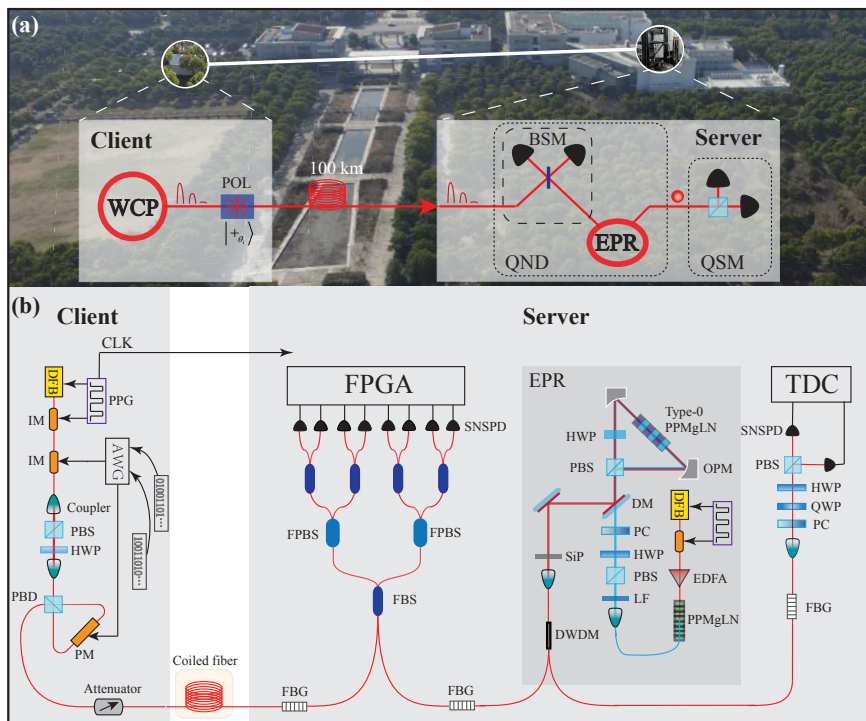 (a)
Client
WCP
POL
|+θi⟩
100 km
BSM
Server
EPR
QND
QSM
(b)
Client
Server
CLK
DFB
PPG
IM
IM
AWG
01001101...
10011010...
Coupler
PBS
HWP
PBD
PM
Attenuator
Coiled fiber
FPGA
SNSPD
FPBS
FPBS
FBS
FBG
FBG
EPR
Type-0
PPMgLN
HWP
PBS
OPM
DM
PC
HWP
PBS
LF
SiP
DWDM
DFB
EDFA
PPMgLN
TDC
SNSPD
PBS
HWP
QWP
PC
FBG